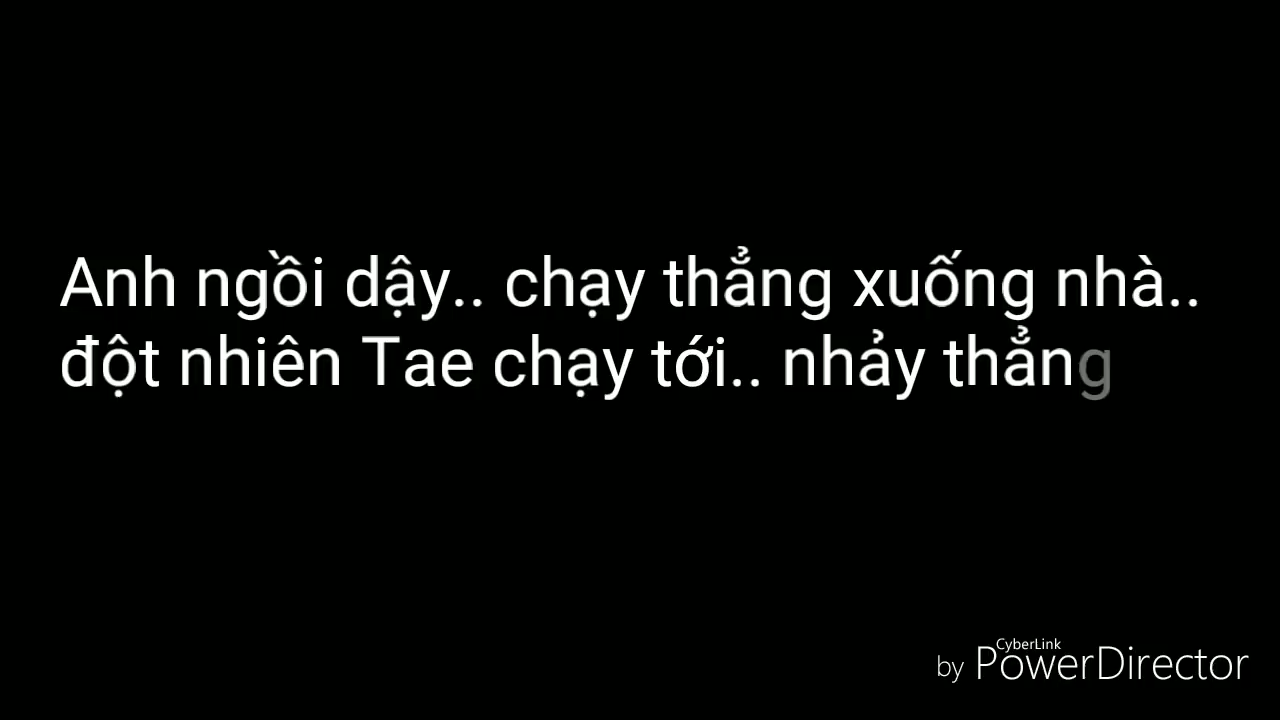 Anh ngồi dậy.. chạy thẳng xuống nhà..
đột nhiên Tae chạy tới.. nhảy thẳng
CyberLink
by PowerDirector